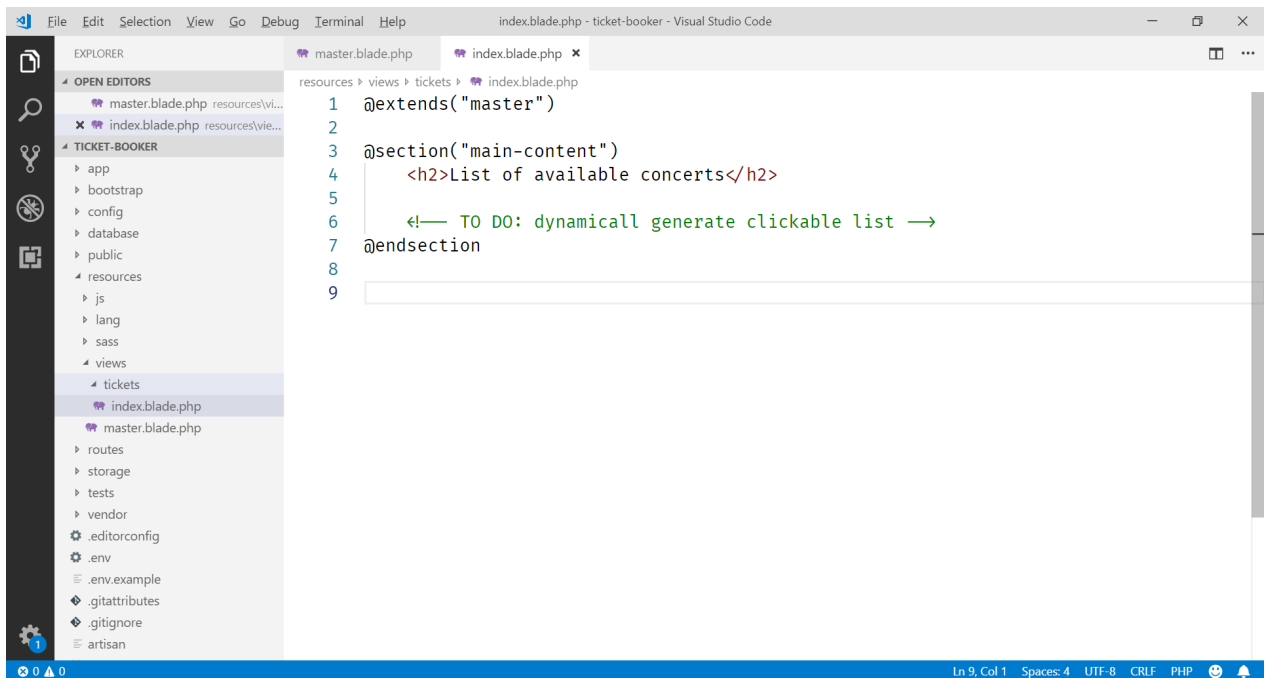 File Edit Selection View Go Debug Terminal Help index.blade.php - ticket-booker - Visual Studio Code
EXPLORER
OPEN EDITORS
master.blade.php resources\vi...
index.blade.php resources\vie...
TICKET-BOOKER
app
bootstrap
config
database
public
resources
js
lang
sass
views
tickets
index.blade.php
master.blade.php
routes
storage
tests
vendor
.editorconfig
.env
.env.example
.gitattributes
.gitignore
artisan
1
master.blade.php index.blade.php
resources views tickets index.blade.php
1 @extends("master")
2
3 @section("main-content")
4 <h2>List of available concerts</h2>
5
6 <!-- TO DO: dynamicall generate clickable list -->
7 @endsection
8
9
0 0 Ln 9, Col 1 Spaces: 4 UTF-8 CRLF PHP